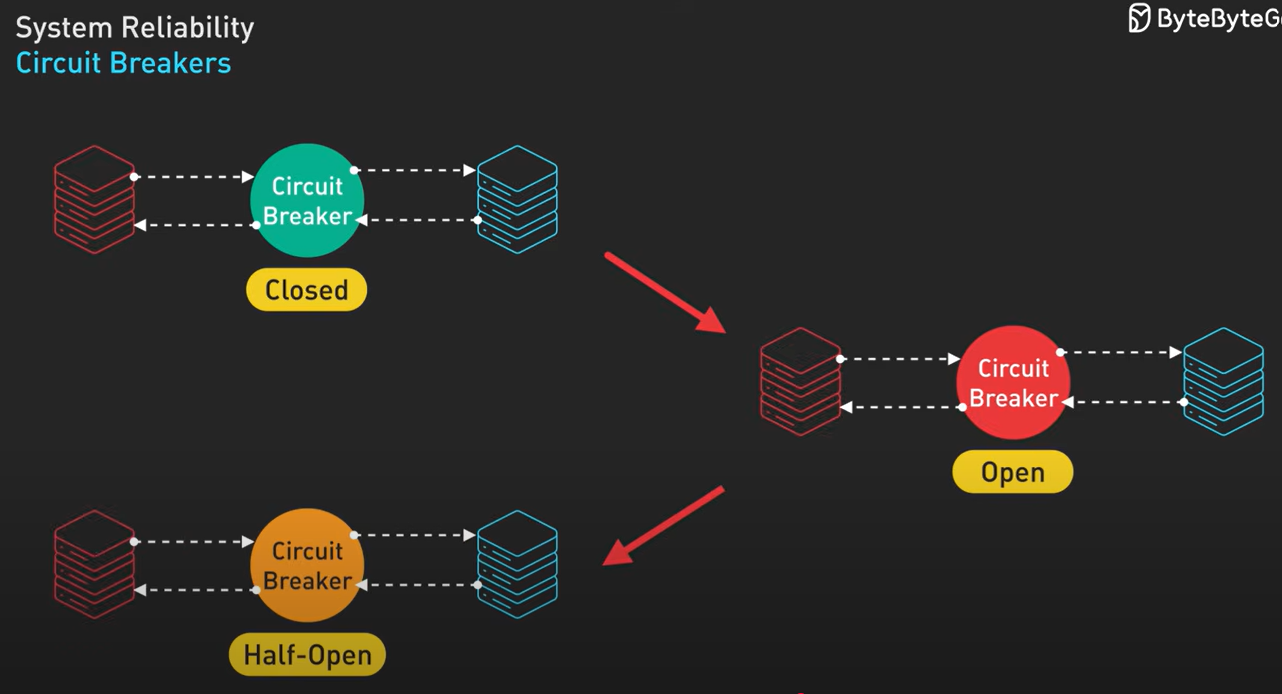 System Reliability
Circuit Breakers
ByteByteG
Circuit
Breaker
Closed
Circuit
Breaker
Open
Circuit
Breaker
Half-Open